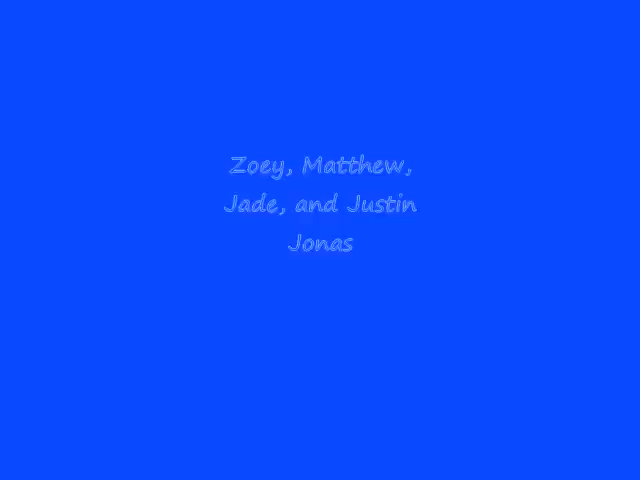 Zoey, Matthew,
Jade, and Justin
Jonas